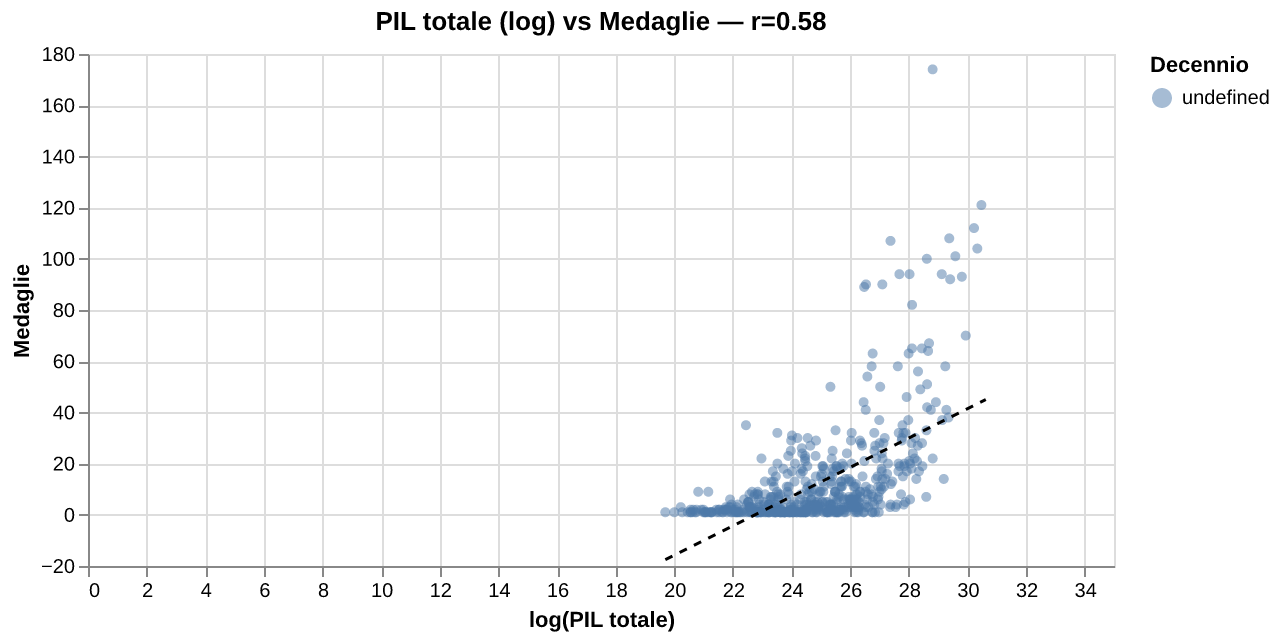 PIL totale (log) vs Medaglie — r=0.58
Decennio
undefined
Medaglie
180
160
140
120
100
80
60
40
20
0
−20
0 2 4 6 8 10 12 14 16 18 20 22 24 26 28 30 32 34
log(PIL totale)